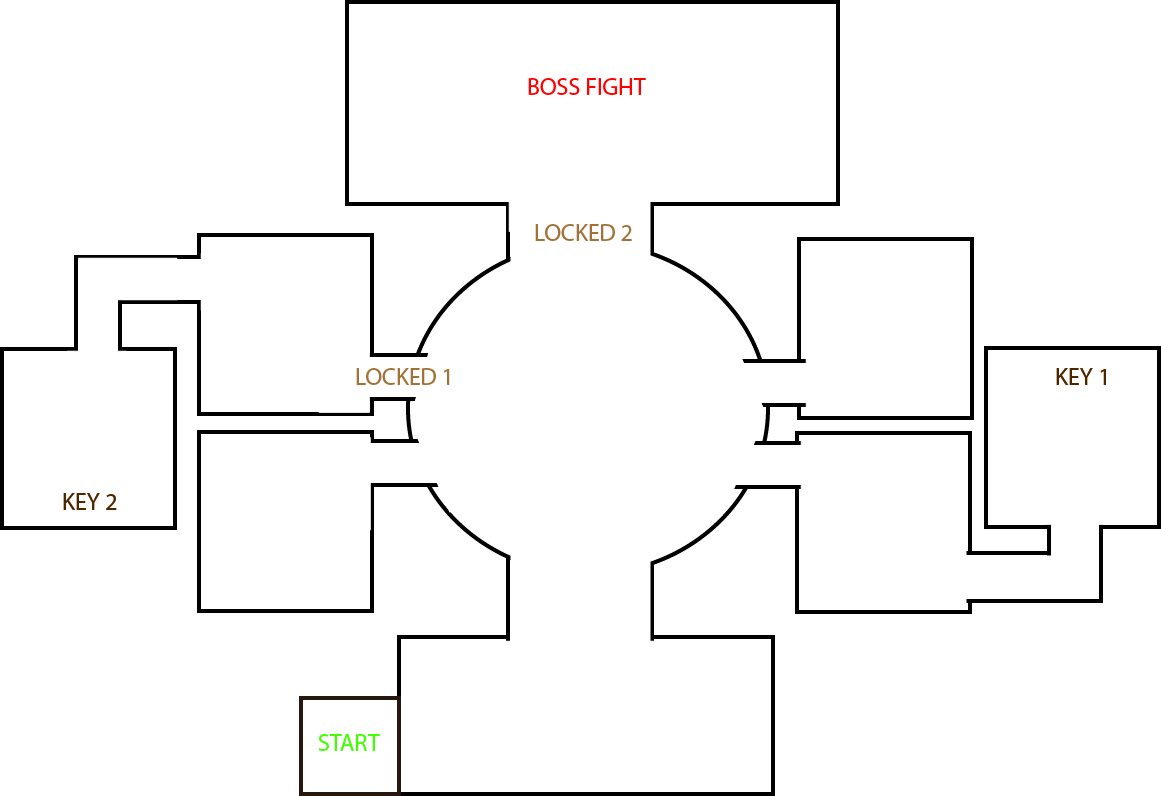 BOSS FIGHT
LOCKED 2
LOCKED 1
KEY 1
KEY 2
START